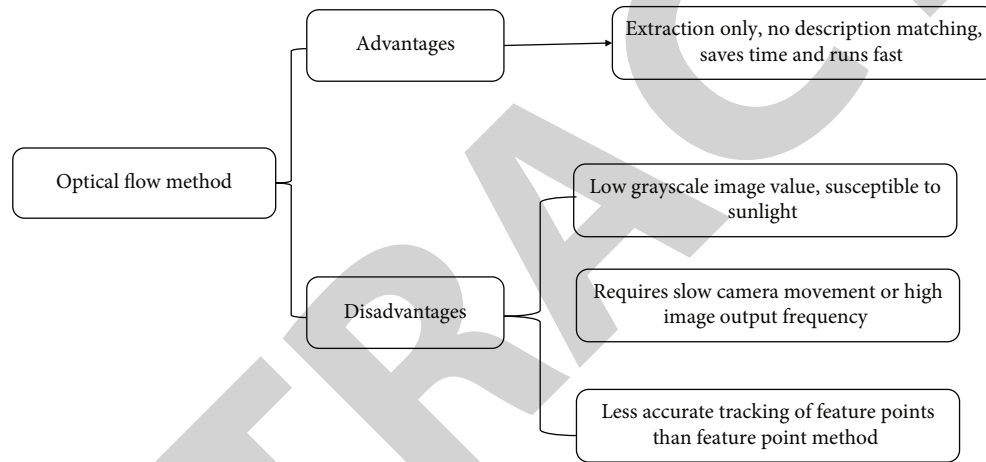 Advantages
Extraction only, no description matching,
saves time and runs fast
Optical flow method
Low grayscale image value, susceptible to
sunlight
Disadvantages
Requires slow camera movement or high
image output frequency
Less accurate tracking of feature points
than feature point method
TRAC